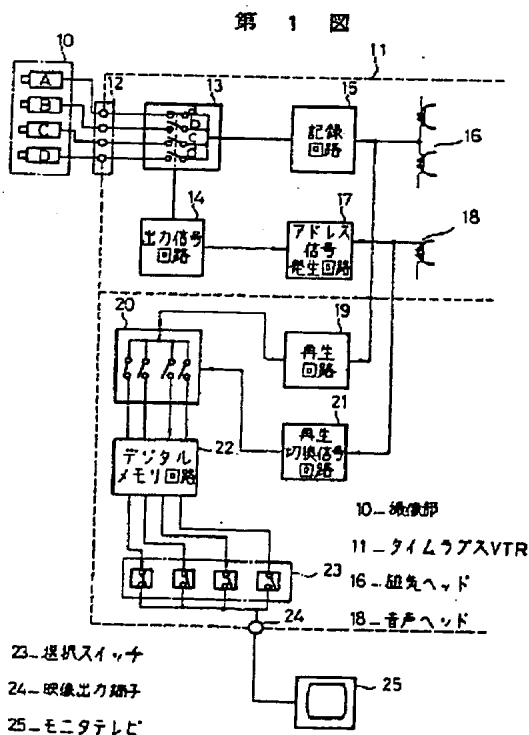 第 1 図
10
11
A
B
C
D
12
13
a
b
c
d
15
記録
回路
16
14
出力信号
回路
17
アドレス
信号
発生回路
18
20
19
再生
回路
21
再生
切換信号
回路
デジタル
メモリ回路
22
10…撮像部
11…タイムラプスVTR
23
16…磁気ヘッド
24
18…音声ヘッド
23…選択スイッチ
24…映像出力端子
25
25…モニタテレビ